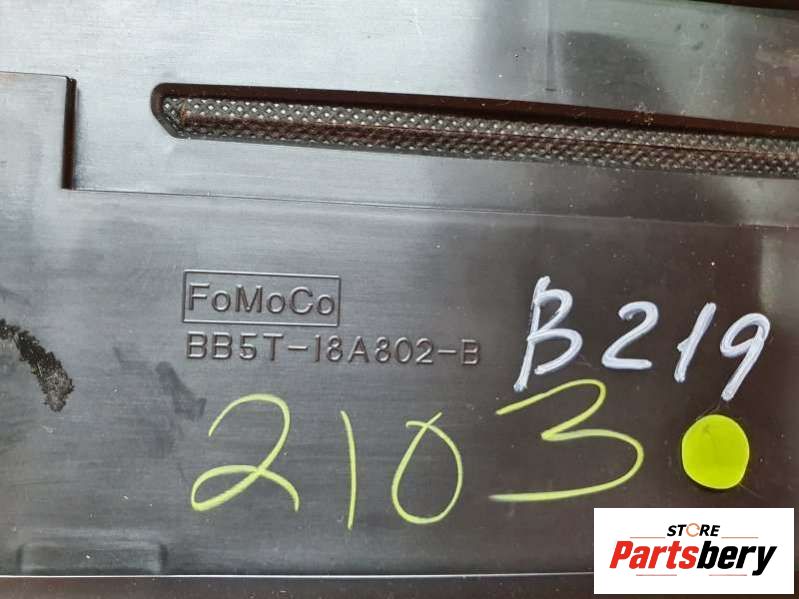 FoMoCo
BB5T-18A802-B
B219
2103
STORE
Partsbery